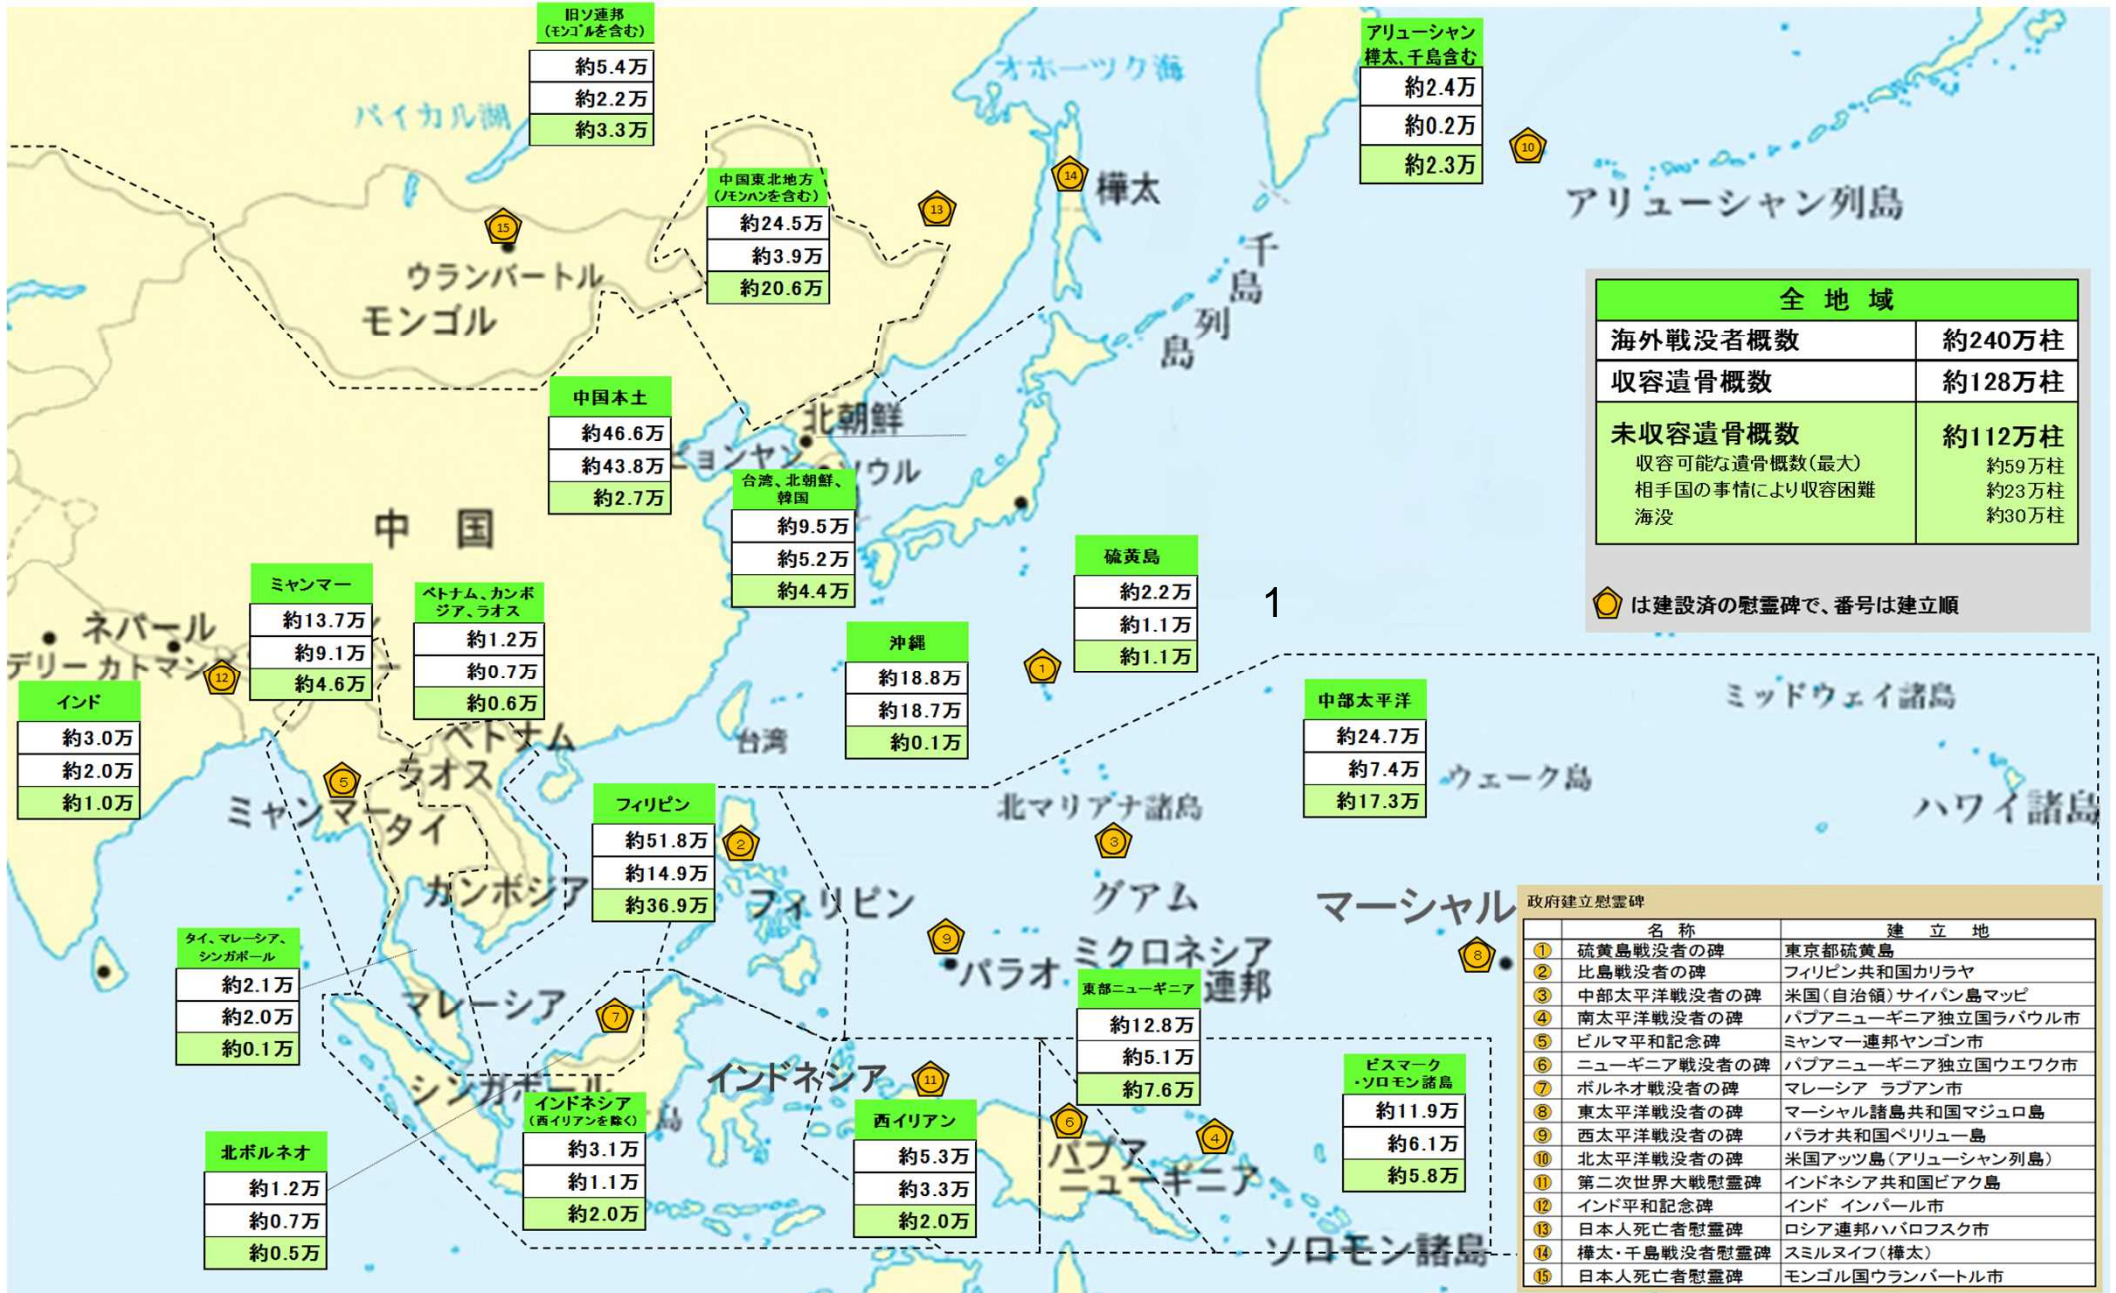 旧ソ連邦
(モンゴルを含む)
約5.4万
約2.2万
約3.3万
アリューシャン
樺太、千島含む
約2.4万
約0.2万
約2.3万
オホーツク海
バイカル湖
⑩
アリューシャン列島
中国東北地方
(ノモンハンを含む)
約24.5万
約3.9万
約20.6万
⑬
⑭
樺太
⑮
ウランバートル
モンゴル
千島列島
全地域
海外戦没者概数 約240万柱
収容遺骨概数 約128万柱
未収容遺骨概数 約112万柱
収容可能な遺骨概数(最大) 約59万柱
相手国の事情により収容困難 約23万柱
海没 約30万柱
は建設済の慰霊碑で、番号は建立順
中国本土
約46.6万
約43.8万
約2.7万
北朝鮮
ピョンヤン
ソウル
台湾、北朝鮮、
韓国
約9.5万
約5.2万
約4.4万
中国
硫黄島
約2.2万
約1.1万
約1.1万
1
①
ミャンマー
約13.7万
約9.1万
約4.6万
ベトナム、カンボ
ジア、ラオス
約1.2万
約0.7万
約0.6万
沖縄
約18.8万
約18.7万
約0.1万
ネパール
デリー
カトマン
⑫
インド
約3.0万
約2.0万
約1.0万
中部太平洋
約24.7万
約7.4万
約17.3万
ミッドウェイ諸島
ウェーク島
ハワイ諸島
台湾
ベトナム
ラオス
⑤
ミャンマー
タイ
カンボジア
フィリピン
約51.8万
約14.9万
約36.9万
②
フィリピン
北マリアナ諸島
③
グアム
マーシャル
⑧
⑨
パラオ
ミクロネシア
連邦
タイ、マレーシア、
シンガポール
約2.1万
約2.0万
約0.1万
マレーシア
⑦
シンガポール
島
インドネシア
⑪
東部ニューギニア
約12.8万
約5.1万
約7.6万
ビスマーク
・ソロモン諸島
約11.9万
約6.1万
約5.8万
北ボルネオ
約1.2万
約0.7万
約0.5万
インドネシア
(西イリアンを除く)
約3.1万
約1.1万
約2.0万
西イリアン
約5.3万
約3.3万
約2.0万
⑥
④
パプア
ニューギニア
ソロモン諸島
政府建立慰霊碑
名称 建立地
① 硫黄島戦没者の碑 東京都硫黄島
② 比島戦没者の碑 フィリピン共和国カリラヤ
③ 中部太平洋戦没者の碑 米国(自治領)サイパン島マッピ
④ 南太平洋戦没者の碑 パプアニューギニア独立国ラバウル市
⑤ ビルマ平和記念碑 ミャンマー連邦ヤンゴン市
⑥ ニューギニア戦没者の碑 パプアニューギニア独立国ウエワク市
⑦ ボルネオ戦没者の碑 マレーシア ラブアン市
⑧ 東太平洋戦没者の碑 マーシャル諸島共和国マジュロ島
⑨ 西太平洋戦没者の碑 パラオ共和国ペリリュー島
⑩ 北太平洋戦没者の碑 米国アッツ島(アリューシャン列島)
⑪ 第二次世界大戦慰霊碑 インドネシア共和国ビアク島
⑫ インド平和記念碑 インド インパール市
⑬ 日本人死亡者慰霊碑 ロシア連邦ハバロフスク市
⑭ 樺太・千島戦没者慰霊碑 スミルヌイフ(樺太)
⑮ 日本人死亡者慰霊碑 モンゴル国ウランバートル市